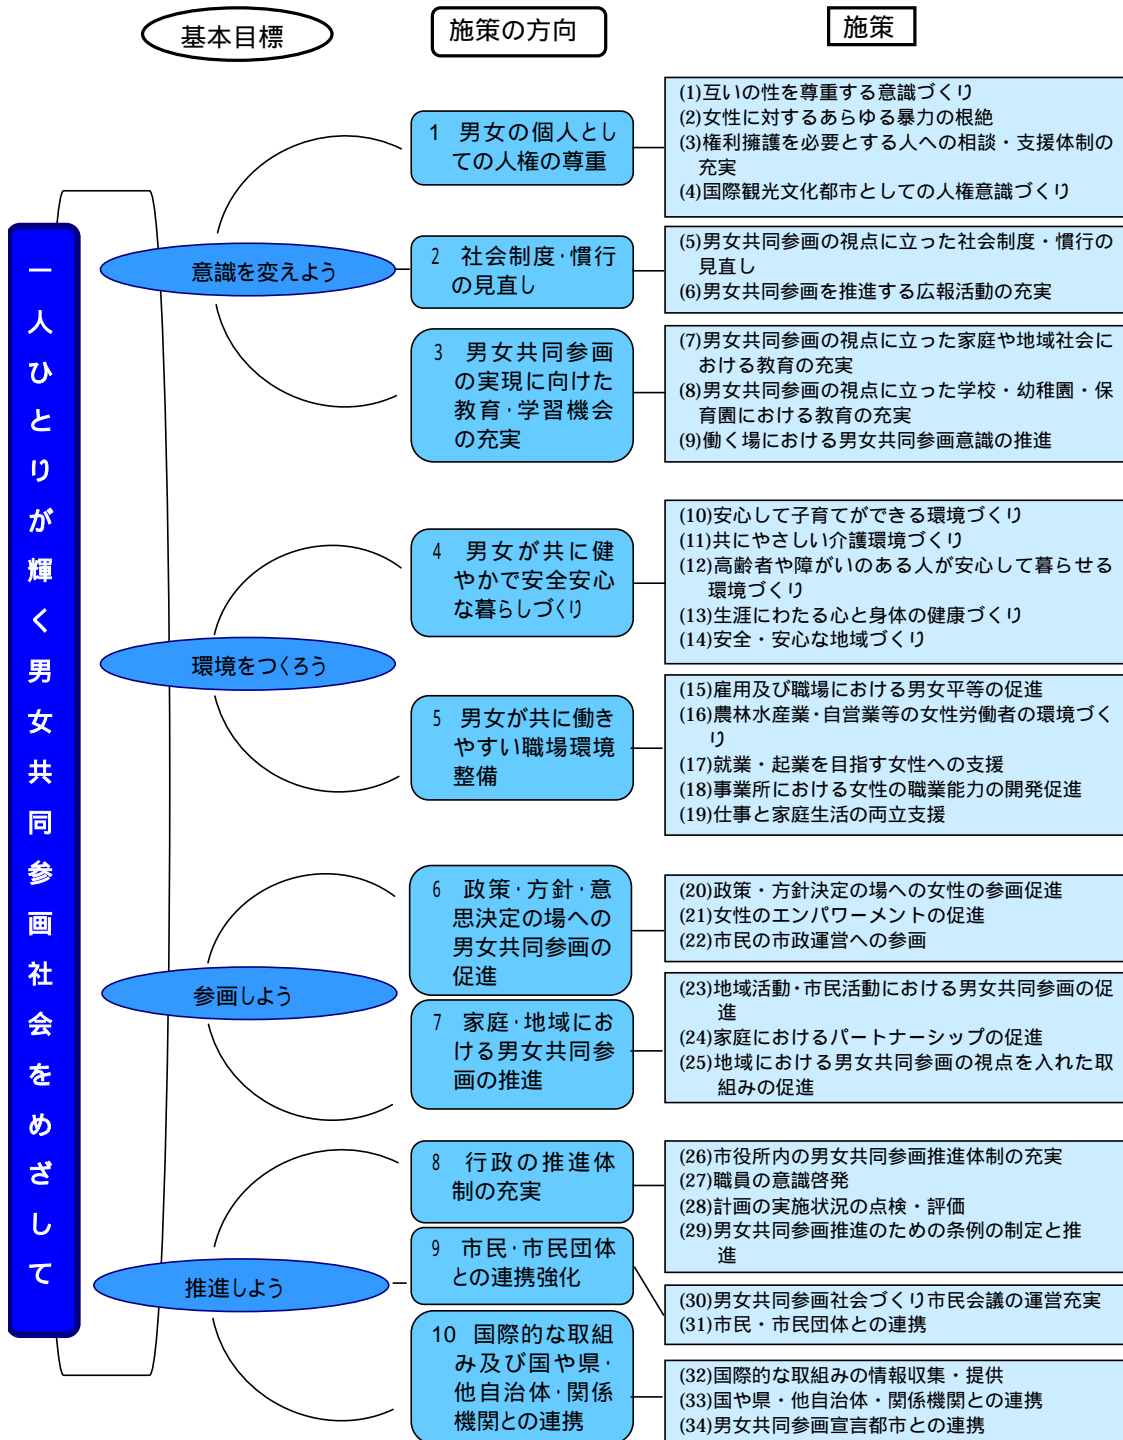 基本目標
施策の方向
施策
一人ひとりが輝く男女共同参画社会をめざして
意識を変えよう
1 男女の個人とし
ての人権の尊重
(1)互いの性を尊重する意識づくり
(2)女性に対するあらゆる暴力の根絶
(3)権利擁護を必要とする人への相談・支援体制の
充実
(4)国際観光文化都市としての人権意識づくり
2 社会制度・慣行
の見直し
(5)男女共同参画の視点に立った社会制度・慣行の
見直し
(6)男女共同参画を推進する広報活動の充実
3 男女共同参画
の実現に向けた
教育・学習機会
の充実
(7)男女共同参画の視点に立った家庭や地域社会に
おける教育の充実
(8)男女共同参画の視点に立った学校・幼稚園・保
育園における教育の充実
(9)働く場における男女共同参画意識の推進
環境をつくろう
4 男女が共に健
やかで安全安心
な暮らしづくり
(10)安心して子育てができる環境づくり
(11)共にやさしい介護環境づくり
(12)高齢者や障がいのある人が安心して暮らせる
環境づくり
(13)生涯にわたる心と身体の健康づくり
(14)安全・安心な地域づくり
5 男女が共に働き
やすい職場環境
整備
(15)雇用及び職場における男女平等の促進
(16)農林水産業・自営業等の女性労働者の環境づく
り
(17)就業・起業を目指す女性への支援
(18)事業所における女性の職業能力の開発促進
(19)仕事と家庭生活の両立支援
参画しよう
6 政策・方針・意
思決定の場への
男女共同参画の
促進
(20)政策・方針決定の場への女性の参画促進
(21)女性のエンパワーメントの促進
(22)市民の市政運営への参画
7 家庭・地域にお
ける男女共同参
画の推進
(23)地域活動・市民活動における男女共同参画の促
進
(24)家庭におけるパートナーシップの促進
(25)地域における男女共同参画の視点を入れた取
組みの促進
推進しよう
8 行政の推進体
制の充実
(26)市役所内の男女共同参画推進体制の充実
(27)職員の意識啓発
(28)計画の実施状況の点検・評価
(29)男女共同参画推進のための条例の制定と推
進
9 市民・市民団体
との連携強化
(30)男女共同参画社会づくり市民会議の運営充実
(31)市民・市民団体との連携
10 国際的な取組
み及び国や県・
他自治体・関係
機関との連携
(32)国際的な取組みの情報収集・提供
(33)国や県・他自治体・関係機関との連携
(34)男女共同参画宣言都市との連携